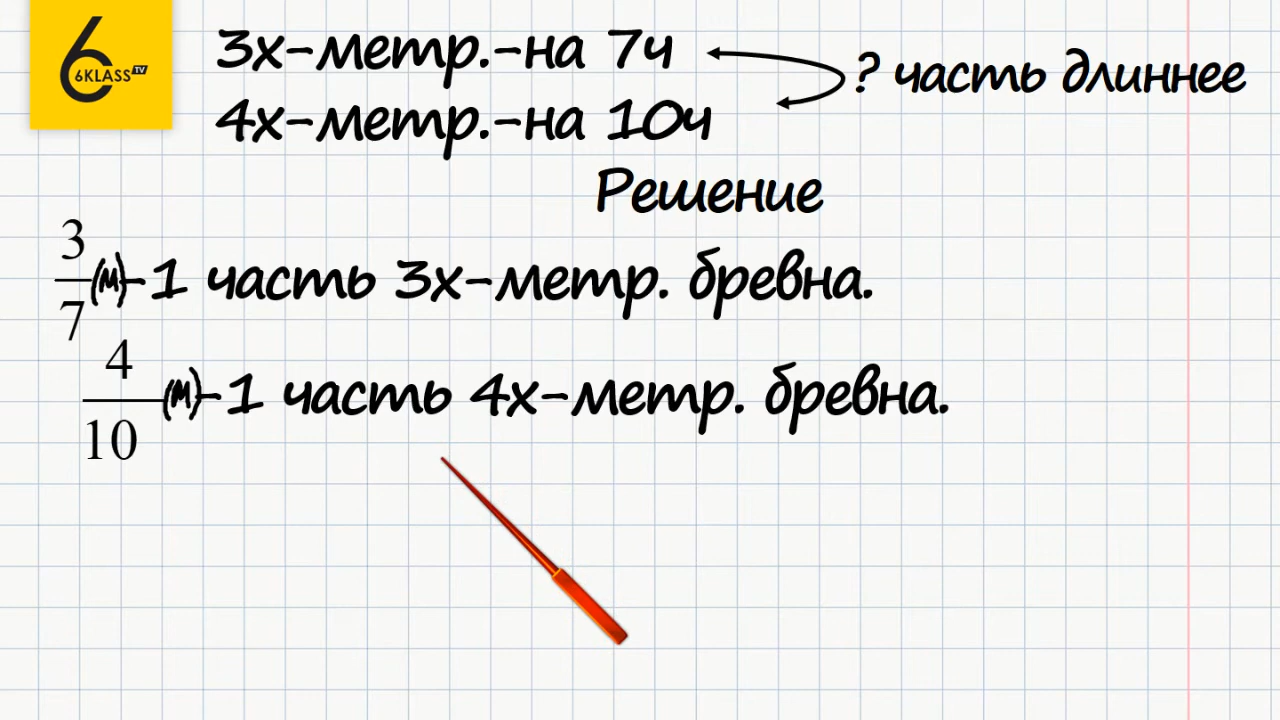 6KLASS TV
3х-метр.-на 7ч
? часть длиннее
4х-метр.-на 10ч
Решение
3/7(м)-1 часть 3х-метр. бревна.
4/10(м)-1 часть 4х-метр. бревна.